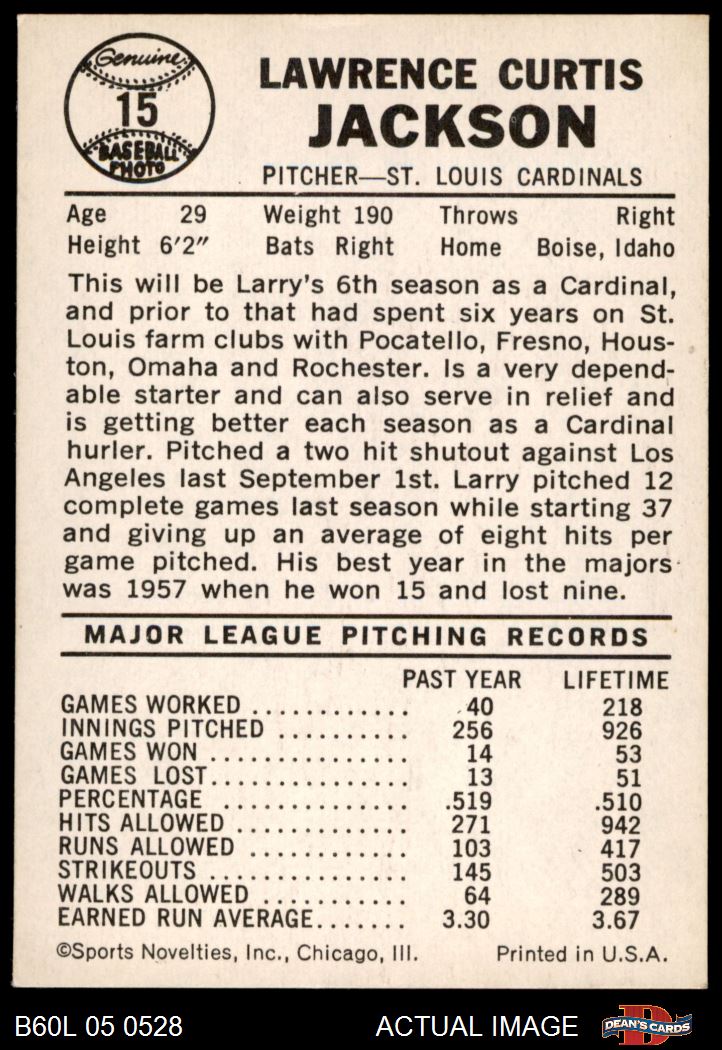 Genuine
15
BASEBALL
PHOTO
LAWRENCE CURTIS
JACKSON
PITCHER—ST. LOUIS CARDINALS
Age 29 Weight 190 Throws Right
Height 6'2" Bats Right Home Boise, Idaho
This will be Larry's 6th season as a Cardinal,
and prior to that had spent six years on St.
Louis farm clubs with Pocatello, Fresno, Hous-
ton, Omaha and Rochester. Is a very depend-
able starter and can also serve in relief and
is getting better each season as a Cardinal
hurler. Pitched a two hit shutout against Los
Angeles last September 1st. Larry pitched 12
complete games last season while starting 37
and giving up an average of eight hits per
game pitched. His best year in the majors
was 1957 when he won 15 and lost nine.
MAJOR LEAGUE PITCHING RECORDS
PAST YEAR LIFETIME
GAMES WORKED ............ 40 218
INNINGS PITCHED .......... 256 926
GAMES WON ............... 14 53
GAMES LOST............... 13 51
PERCENTAGE .............. .519 .510
HITS ALLOWED ............. 271 942
RUNS ALLOWED ............ 103 417
STRIKEOUTS ............... 145 503
WALKS ALLOWED ........... 64 289
EARNED RUN AVERAGE....... 3.30 3.67
©Sports Novelties, Inc., Chicago, Ill. Printed in U.S.A.
B60L 05 0528 ACTUAL IMAGE D DEAN'S CARDS